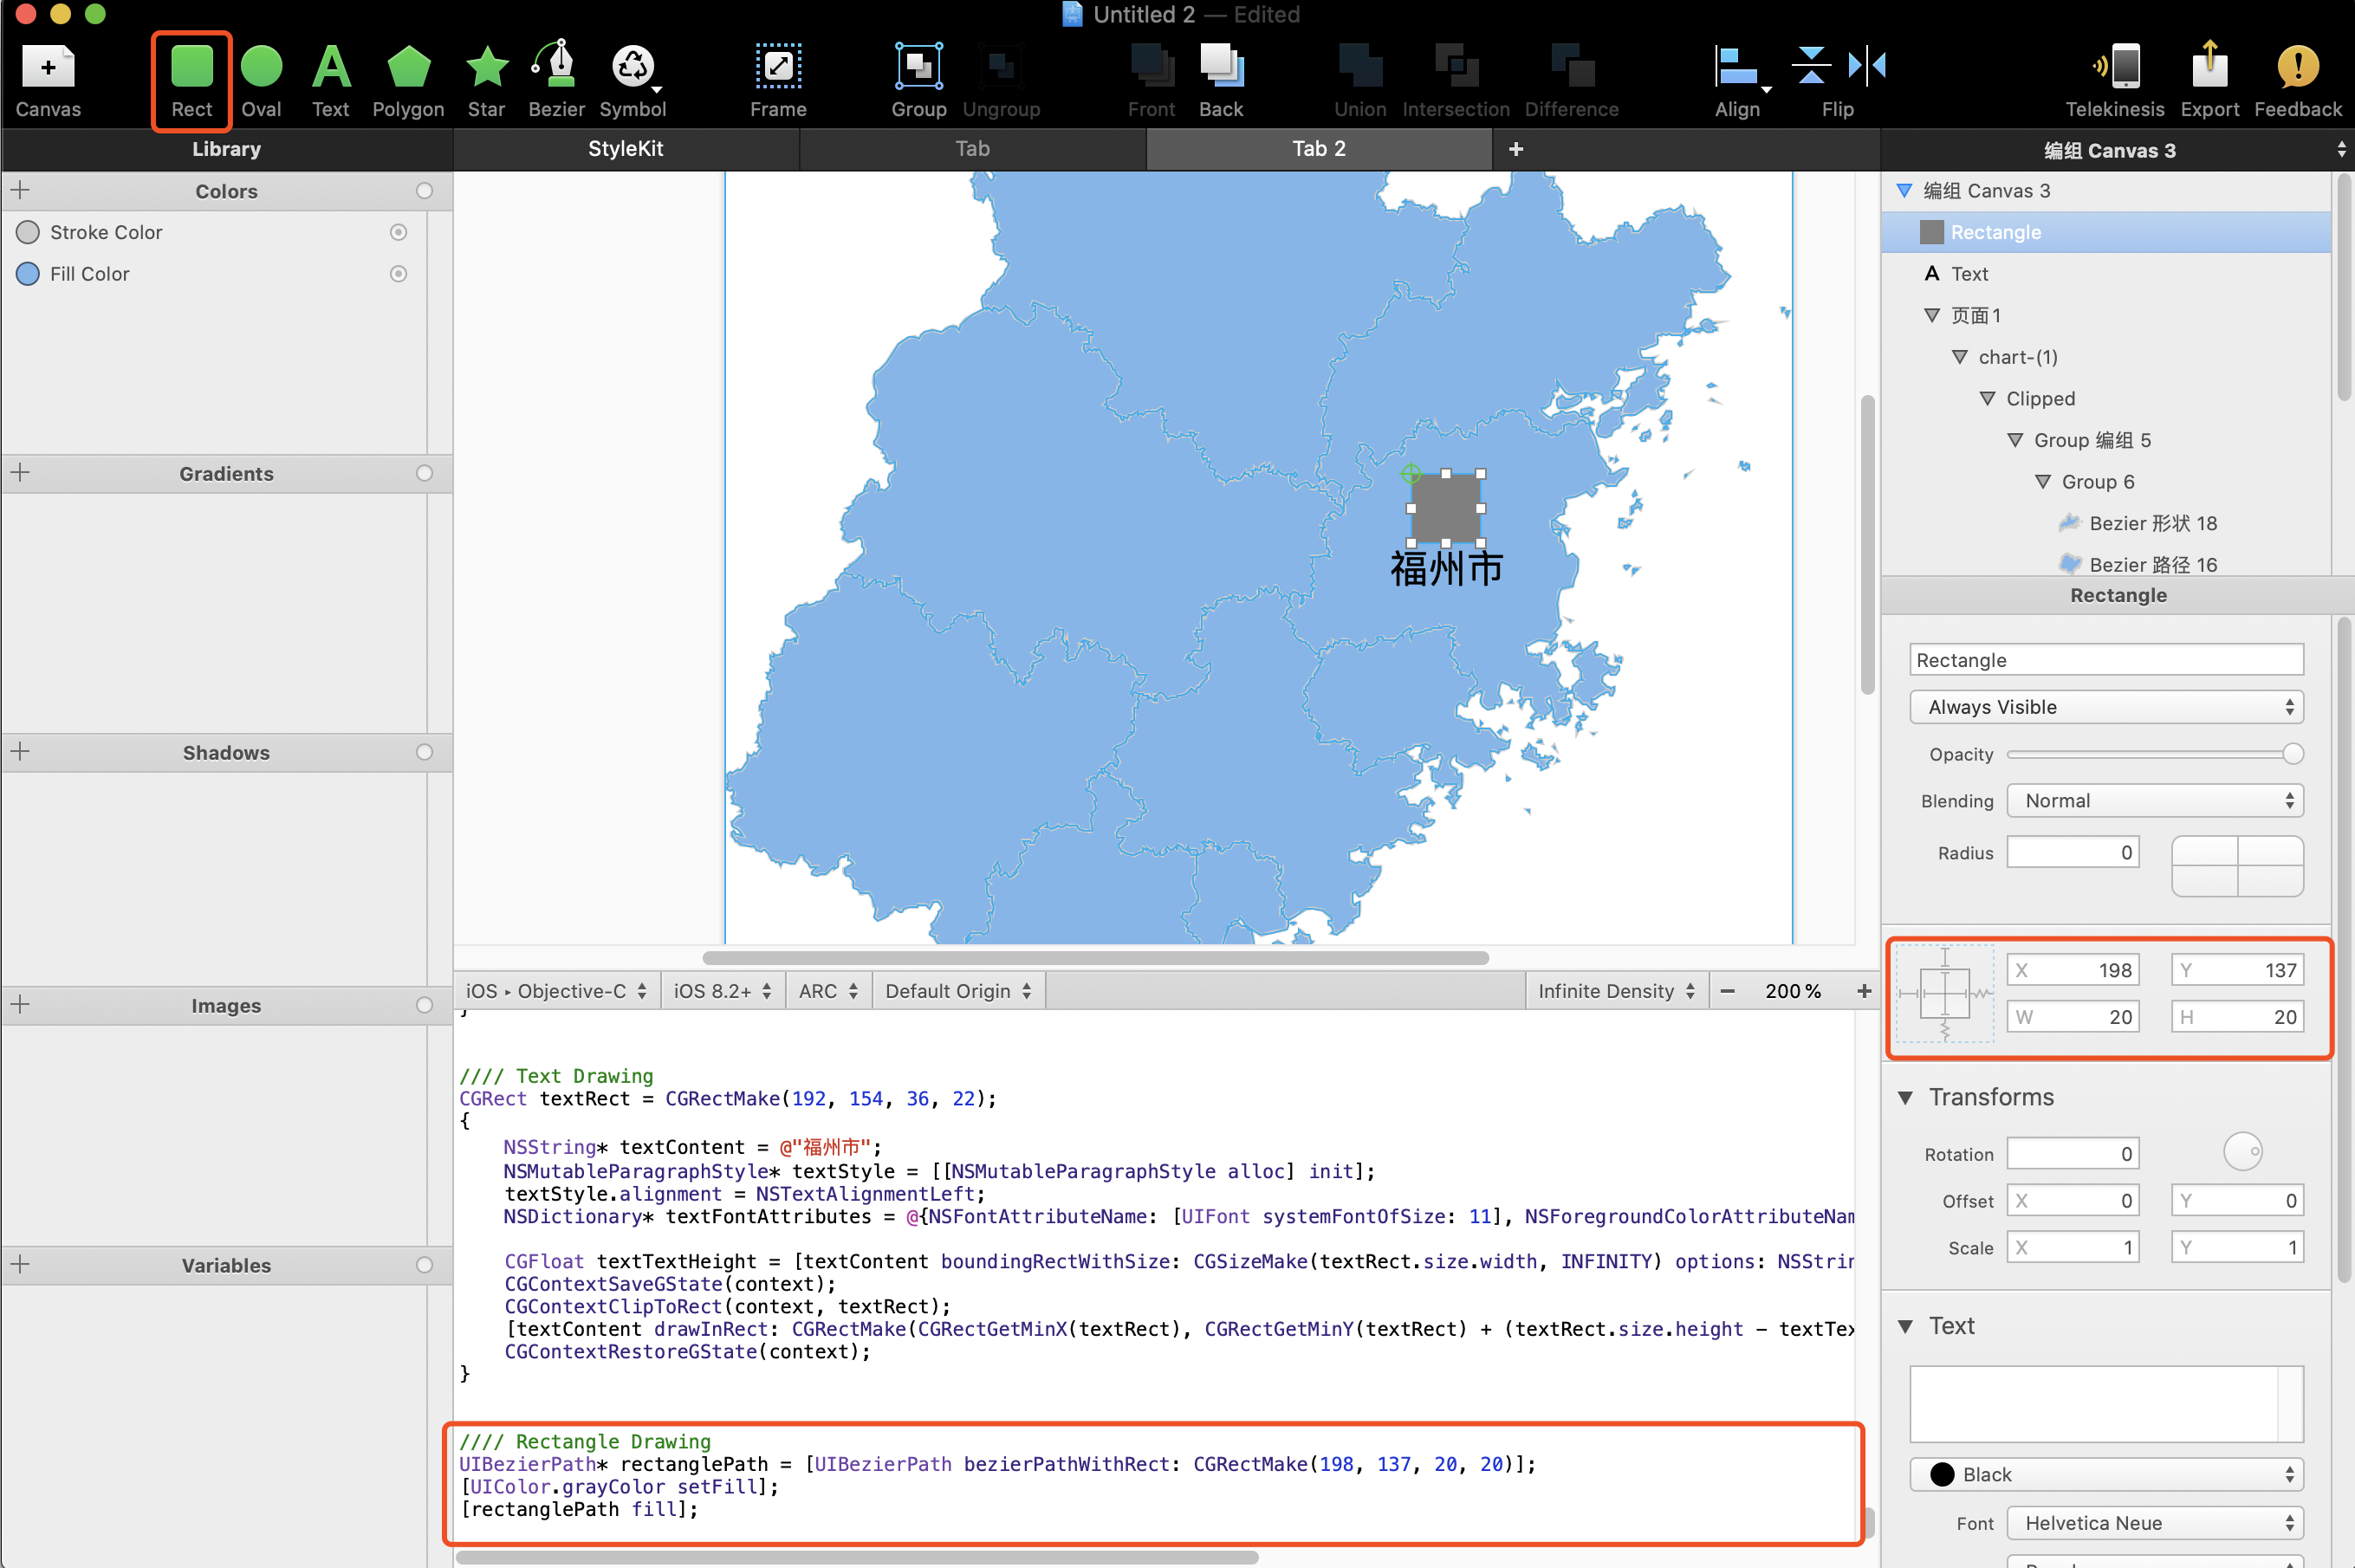 Untitled 2 — Edited
Canvas
Rect
Oval
Text
Polygon
Star
Bezier
Symbol
Frame
Group
Ungroup
Front
Back
Union
Intersection
Difference
Align
Flip
Telekinesis
Export
Feedback
Library
StyleKit
Tab
Tab 2
+
编组 Canvas 3
Colors
Stroke Color
Fill Color
Gradients
Shadows
Images
Variables
福州市
编组 Canvas 3
Rectangle
A Text
页面1
chart-(1)
Clipped
Group 编组 5
Group 6
Bezier 形状 18
Bezier 路径 16
Rectangle
Rectangle
Always Visible
Opacity
Blending Normal
Radius 0
X 198 Y 137
W 20 H 20
Transforms
Rotation 0
Offset X 0 Y 0
Scale X 1 Y 1
Text
Black
Font Helvetica Neue
iOS ▸ Objective-C
iOS 8.2+
ARC
Default Origin
Infinite Density
− 200 % +
}
//// Text Drawing
CGRect textRect = CGRectMake(192, 154, 36, 22);
{
NSString* textContent = @"福州市";
NSMutableParagraphStyle* textStyle = [[NSMutableParagraphStyle alloc] init];
textStyle.alignment = NSTextAlignmentLeft;
NSDictionary* textFontAttributes = @{NSFontAttributeName: [UIFont systemFontOfSize: 11], NSForegroundColorAttributeNam
CGFloat textTextHeight = [textContent boundingRectWithSize: CGSizeMake(textRect.size.width, INFINITY) options: NSStrin
CGContextSaveGState(context);
CGContextClipToRect(context, textRect);
[textContent drawInRect: CGRectMake(CGRectGetMinX(textRect), CGRectGetMinY(textRect) + (textRect.size.height - textTex
CGContextRestoreGState(context);
}
//// Rectangle Drawing
UIBezierPath* rectanglePath = [UIBezierPath bezierPathWithRect: CGRectMake(198, 137, 20, 20)];
[UIColor.grayColor setFill];
[rectanglePath fill];